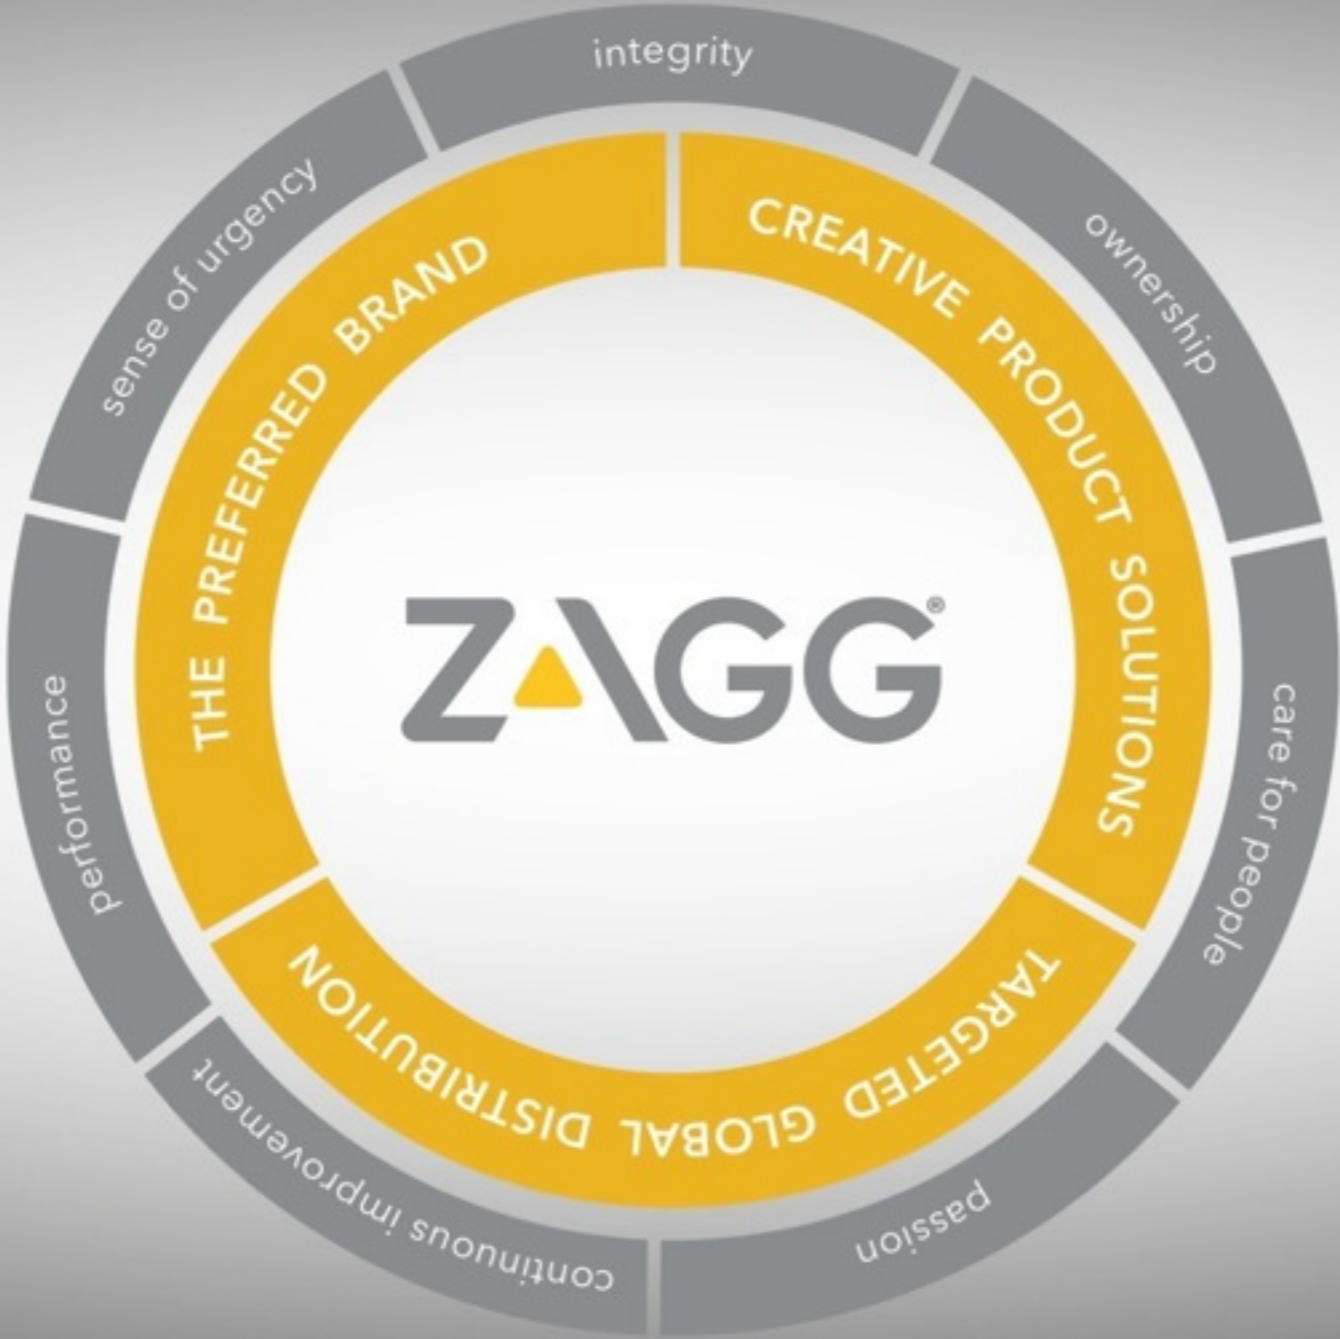 integrity
ownership
care for people
passion
continuous improvement
performance
sense of urgency
CREATIVE PRODUCT SOLUTIONS
TARGETED GLOBAL DISTRIBUTION
THE PREFERRED BRAND
ZAGG®